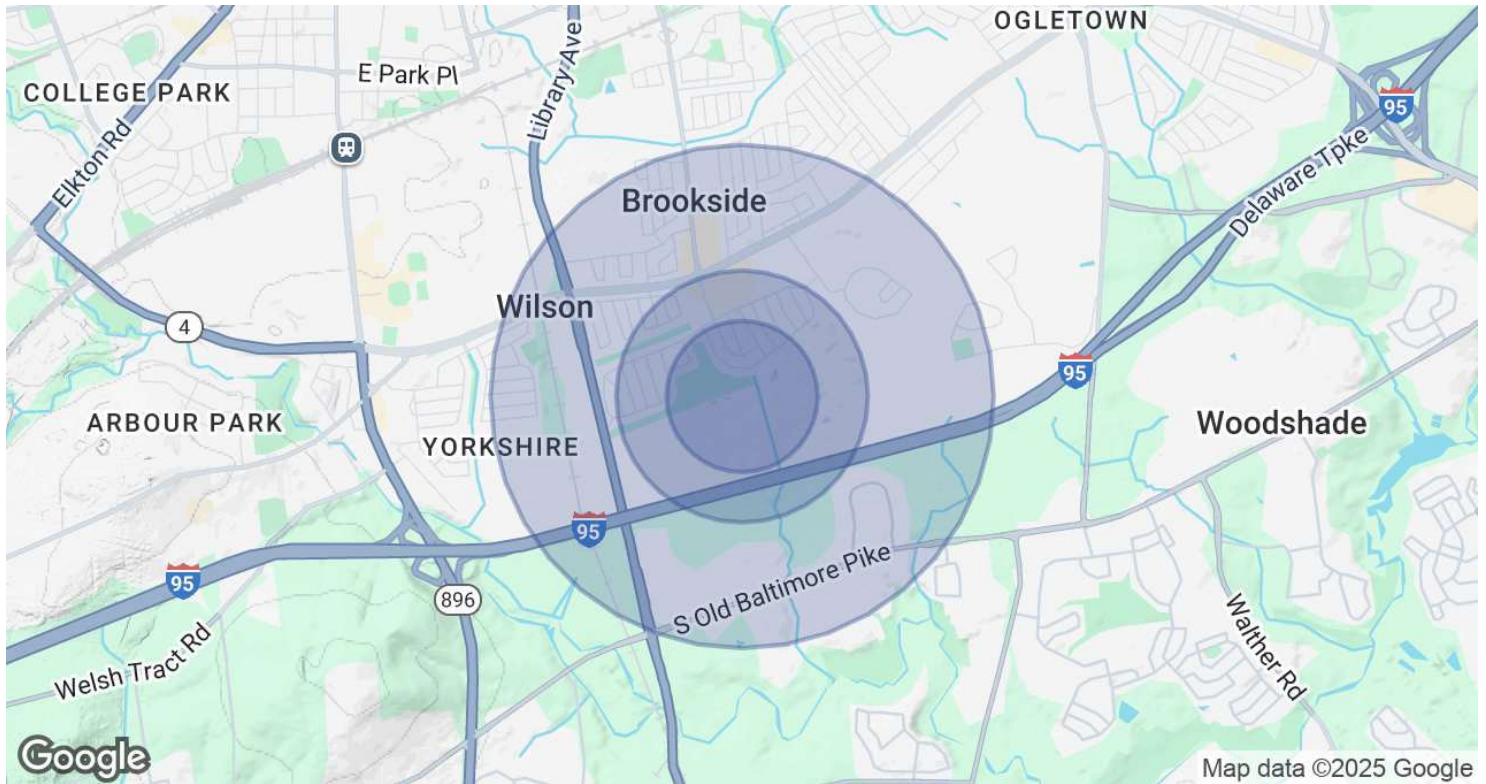 OGLETOWN
E Park Pl
Library Ave
COLLEGE PARK
95
Elkton Rd
Delaware Tpke
Brookside
Wilson
4
95
ARBOUR PARK
YORKSHIRE
Woodshade
95
S Old Baltimore Pike
95
896
Walther Rd
Welsh Tract Rd
Google
Map data ©2025 Google